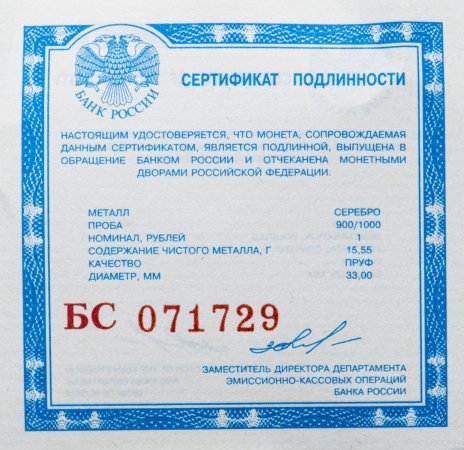 БАНК РОССИИ
СЕРТИФИКАТ ПОДЛИННОСТИ
НАСТОЯЩИМ УДОСТОВЕРЯЕТСЯ, ЧТО МОНЕТА, СОПРОВОЖДАЕМАЯ
ДАННЫМ СЕРТИФИКАТОМ, ЯВЛЯЕТСЯ ПОДЛИННОЙ, ВЫПУЩЕНА В
ОБРАЩЕНИЕ БАНКОМ РОССИИ И ОТЧЕКАНЕНА МОНЕТНЫМИ
ДВОРАМИ РОССИЙСКОЙ ФЕДЕРАЦИИ.
МЕТАЛЛ СЕРЕБРО
ПРОБА 900/1000
НОМИНАЛ, РУБЛЕЙ 1
СОДЕРЖАНИЕ ЧИСТОГО МЕТАЛЛА, Г 15,55
КАЧЕСТВО ПРУФ
ДИАМЕТР, ММ 33,00
БС 071729
ЗАМЕСТИТЕЛЬ ДИРЕКТОРА ДЕПАРТАМЕНТА
ЭМИССИОННО-КАССОВЫХ ОПЕРАЦИЙ
БАНКА РОССИИ